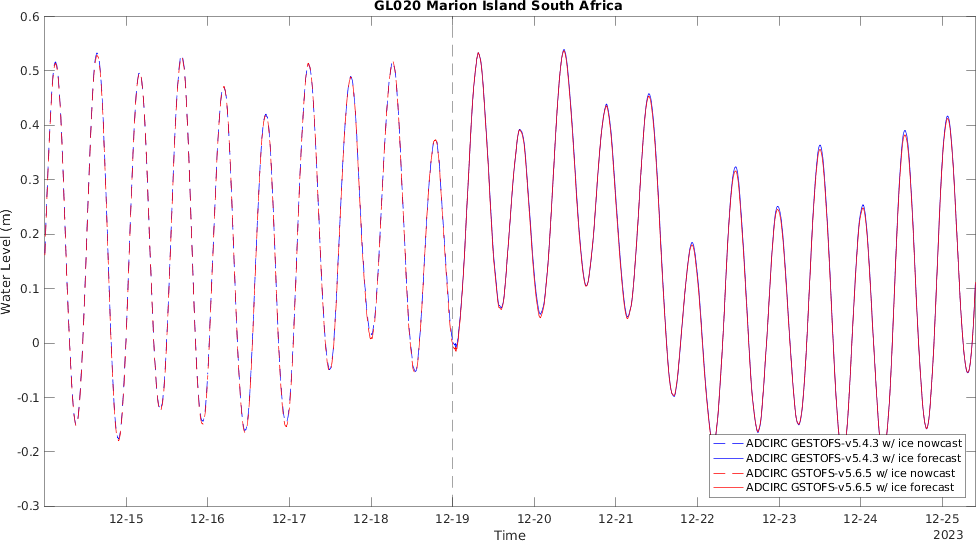 GL020 Marion Island South Africa
0.6
0.5
0.4
0.3
0.2
0.1
0
-0.1
-0.2
-0.3
Water Level (m)
ADCIRC GESTOFS-v5.4.3 w/ ice nowcast
ADCIRC GESTOFS-v5.4.3 w/ ice forecast
ADCIRC GSTOFS-v5.6.5 w/ ice nowcast
ADCIRC GSTOFS-v5.6.5 w/ ice forecast
12-15 12-16 12-17 12-18 12-19 12-20 12-21 12-22 12-23 12-24 12-25
Time
2023